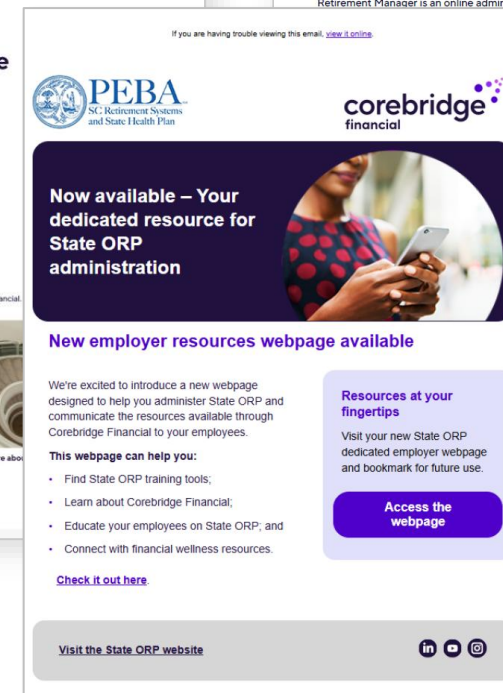 Retirement Manager is an online admin
If you are having trouble viewing this email, view it online.
PEBA
SC Retirement Systems
and State Health Plan
corebridge
financial
Now available – Your
dedicated resource for
State ORP
administration
ancial.
New employer resources webpage available
We're excited to introduce a new webpage
designed to help you administer State ORP and
communicate the resources available through
Corebridge Financial to your employees.
This webpage can help you:
• Find State ORP training tools;
• Learn about Corebridge Financial;
• Educate your employees on State ORP; and
• Connect with financial wellness resources.
Check it out here.
Resources at your
fingertips
Visit your new State ORP
dedicated employer webpage
and bookmark for future use.
Access the
webpage
Visit the State ORP website
in